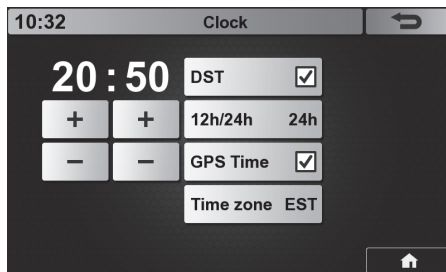 10:32 Clock
20:50 DST
+ + 12h/24h 24h
− − GPS Time
Time zone EST